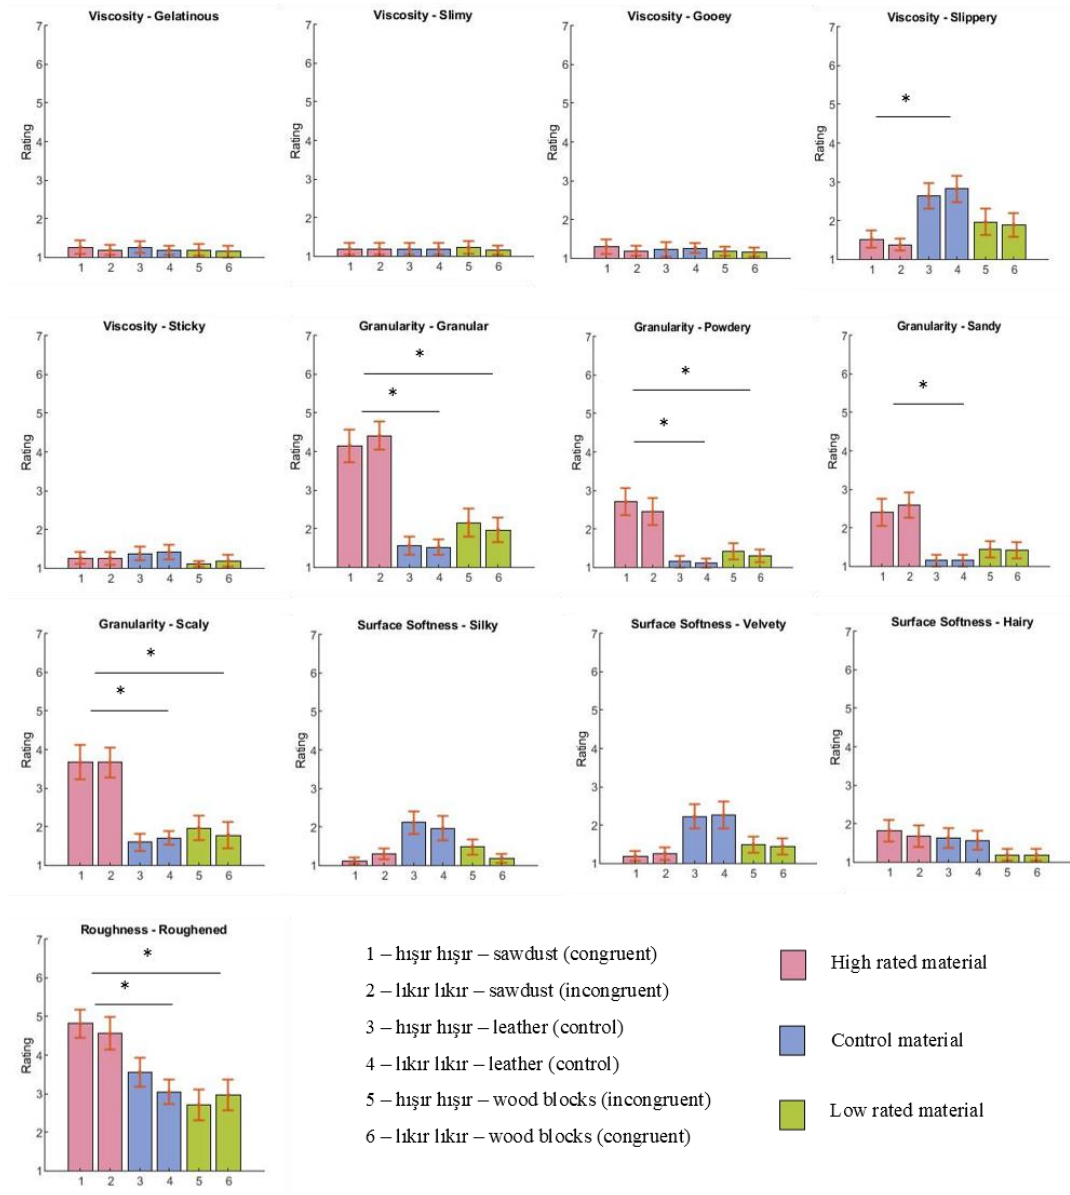 Viscosity - Gelatinous
7
6
5
4
3
2
1
Rating
1 2 3 4 5 6
Viscosity - Slimy
7
6
5
4
3
2
1
Rating
1 2 3 4 5 6
Viscosity - Gooey
7
6
5
4
3
2
1
Rating
1 2 3 4 5 6
Viscosity - Slippery
7
6
5
4
3
2
1
Rating
*
1 2 3 4 5 6
Viscosity - Sticky
7
6
5
4
3
2
1
Rating
1 2 3 4 5 6
Granularity - Granular
7
6
5
4
3
2
1
Rating
*
*
1 2 3 4 5 6
Granularity - Powdery
7
6
5
4
3
2
1
Rating
*
*
1 2 3 4 5 6
Granularity - Sandy
7
6
5
4
3
2
1
Rating
*
1 2 3 4 5 6
Granularity - Scaly
7
6
5
4
3
2
1
Rating
*
*
1 2 3 4 5 6
Surface Softness - Silky
7
6
5
4
3
2
1
Rating
1 2 3 4 5 6
Surface Softness - Velvety
7
6
5
4
3
2
1
Rating
1 2 3 4 5 6
Surface Softness - Hairy
7
6
5
4
3
2
1
Rating
1 2 3 4 5 6
Roughness - Roughened
7
6
5
4
3
2
1
Rating
*
*
1 2 3 4 5 6
1 – hışır hışır – sawdust (congruent)
2 – lıkır lıkır – sawdust (incongruent)
3 – hışır hışır – leather (control)
4 – lıkır lıkır – leather (control)
5 – hışır hışır – wood blocks (incongruent)
6 – lıkır lıkır – wood blocks (congruent)
High rated material
Control material
Low rated material